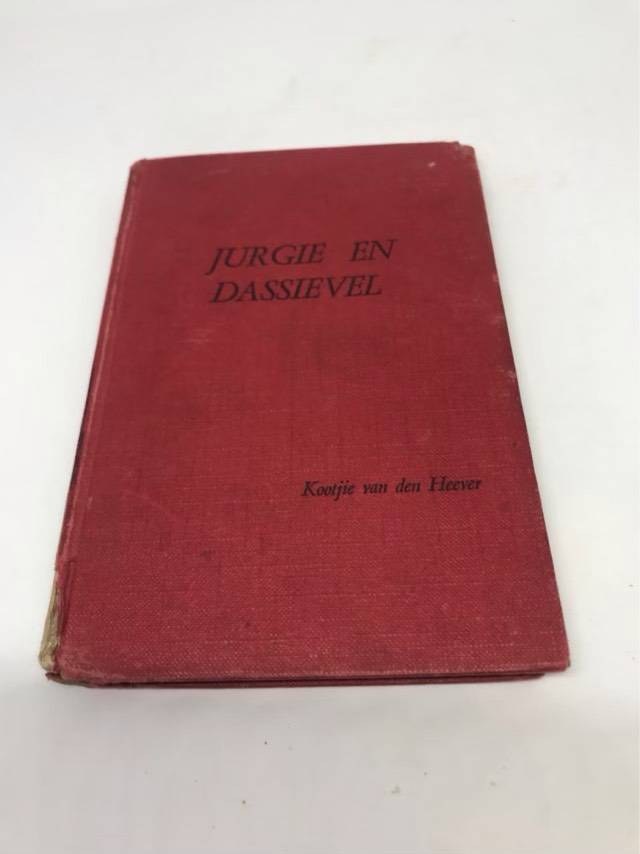 JURGIE EN
DASSIEVEL
Kootjie van den Heever